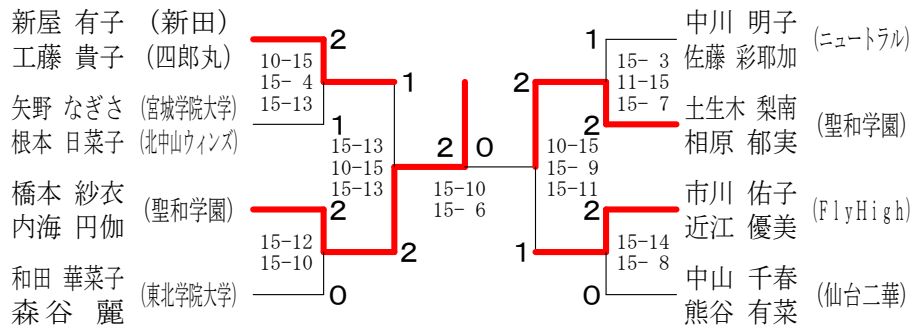 新屋 有子 (新田)
工藤 貴子 (四郎丸)
2
10-15
15- 4
15-13
1
矢野 なぎさ (宮城学院大学)
根本 日菜子 (北中山ウィンズ)
1
15-13
10-15
15-13
橋本 紗衣
内海 円伽
(聖和学園)
2
15-12
15-10
2
和田 華菜子
森谷 麗
(東北学院大学)
0
2 0
15-10
15- 6
中川 明子
佐藤 彩耶加
(ニュートラル)
1
15- 3
11-15
15- 7
2
土生木 梨南
相原 郁実
(聖和学園)
2
10-15
15- 9
15-11
市川 佑子
近江 優美
(FlyHigh)
2
15-14
15- 8
1
中山 千春
熊谷 有菜
(仙台二華)
0